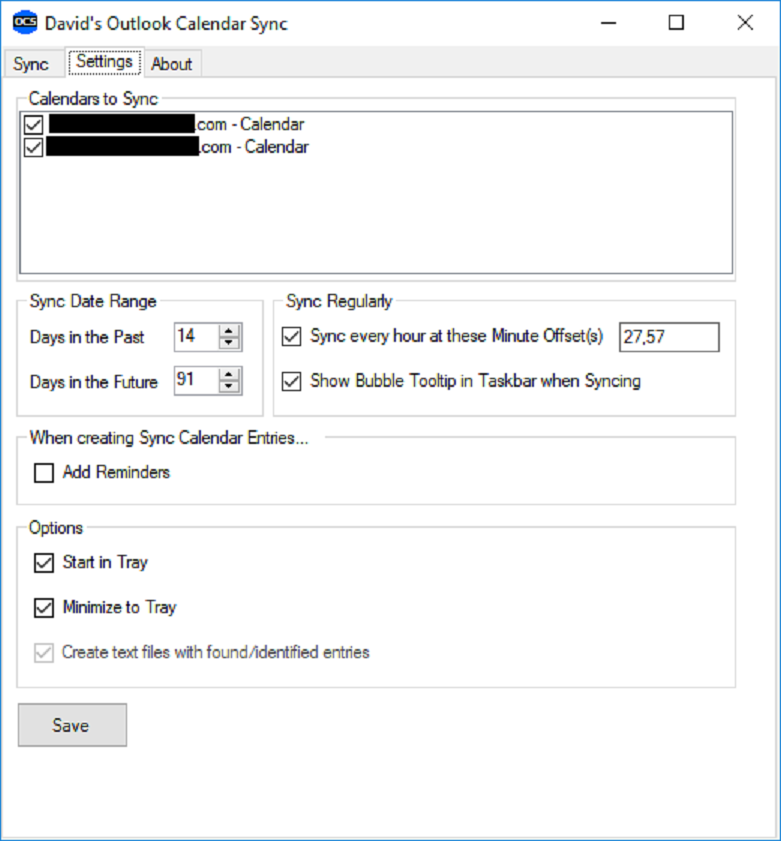 OCS David's Outlook Calendar Sync
Sync Settings About
Calendars to Sync
.com - Calendar
.com - Calendar
Sync Date Range
Days in the Past 14
Days in the Future 91
Sync Regularly
Sync every hour at these Minute Offset(s) 27,57
Show Bubble Tooltip in Taskbar when Syncing
When creating Sync Calendar Entries...
Add Reminders
Options
Start in Tray
Minimize to Tray
Create text files with found/identified entries
Save